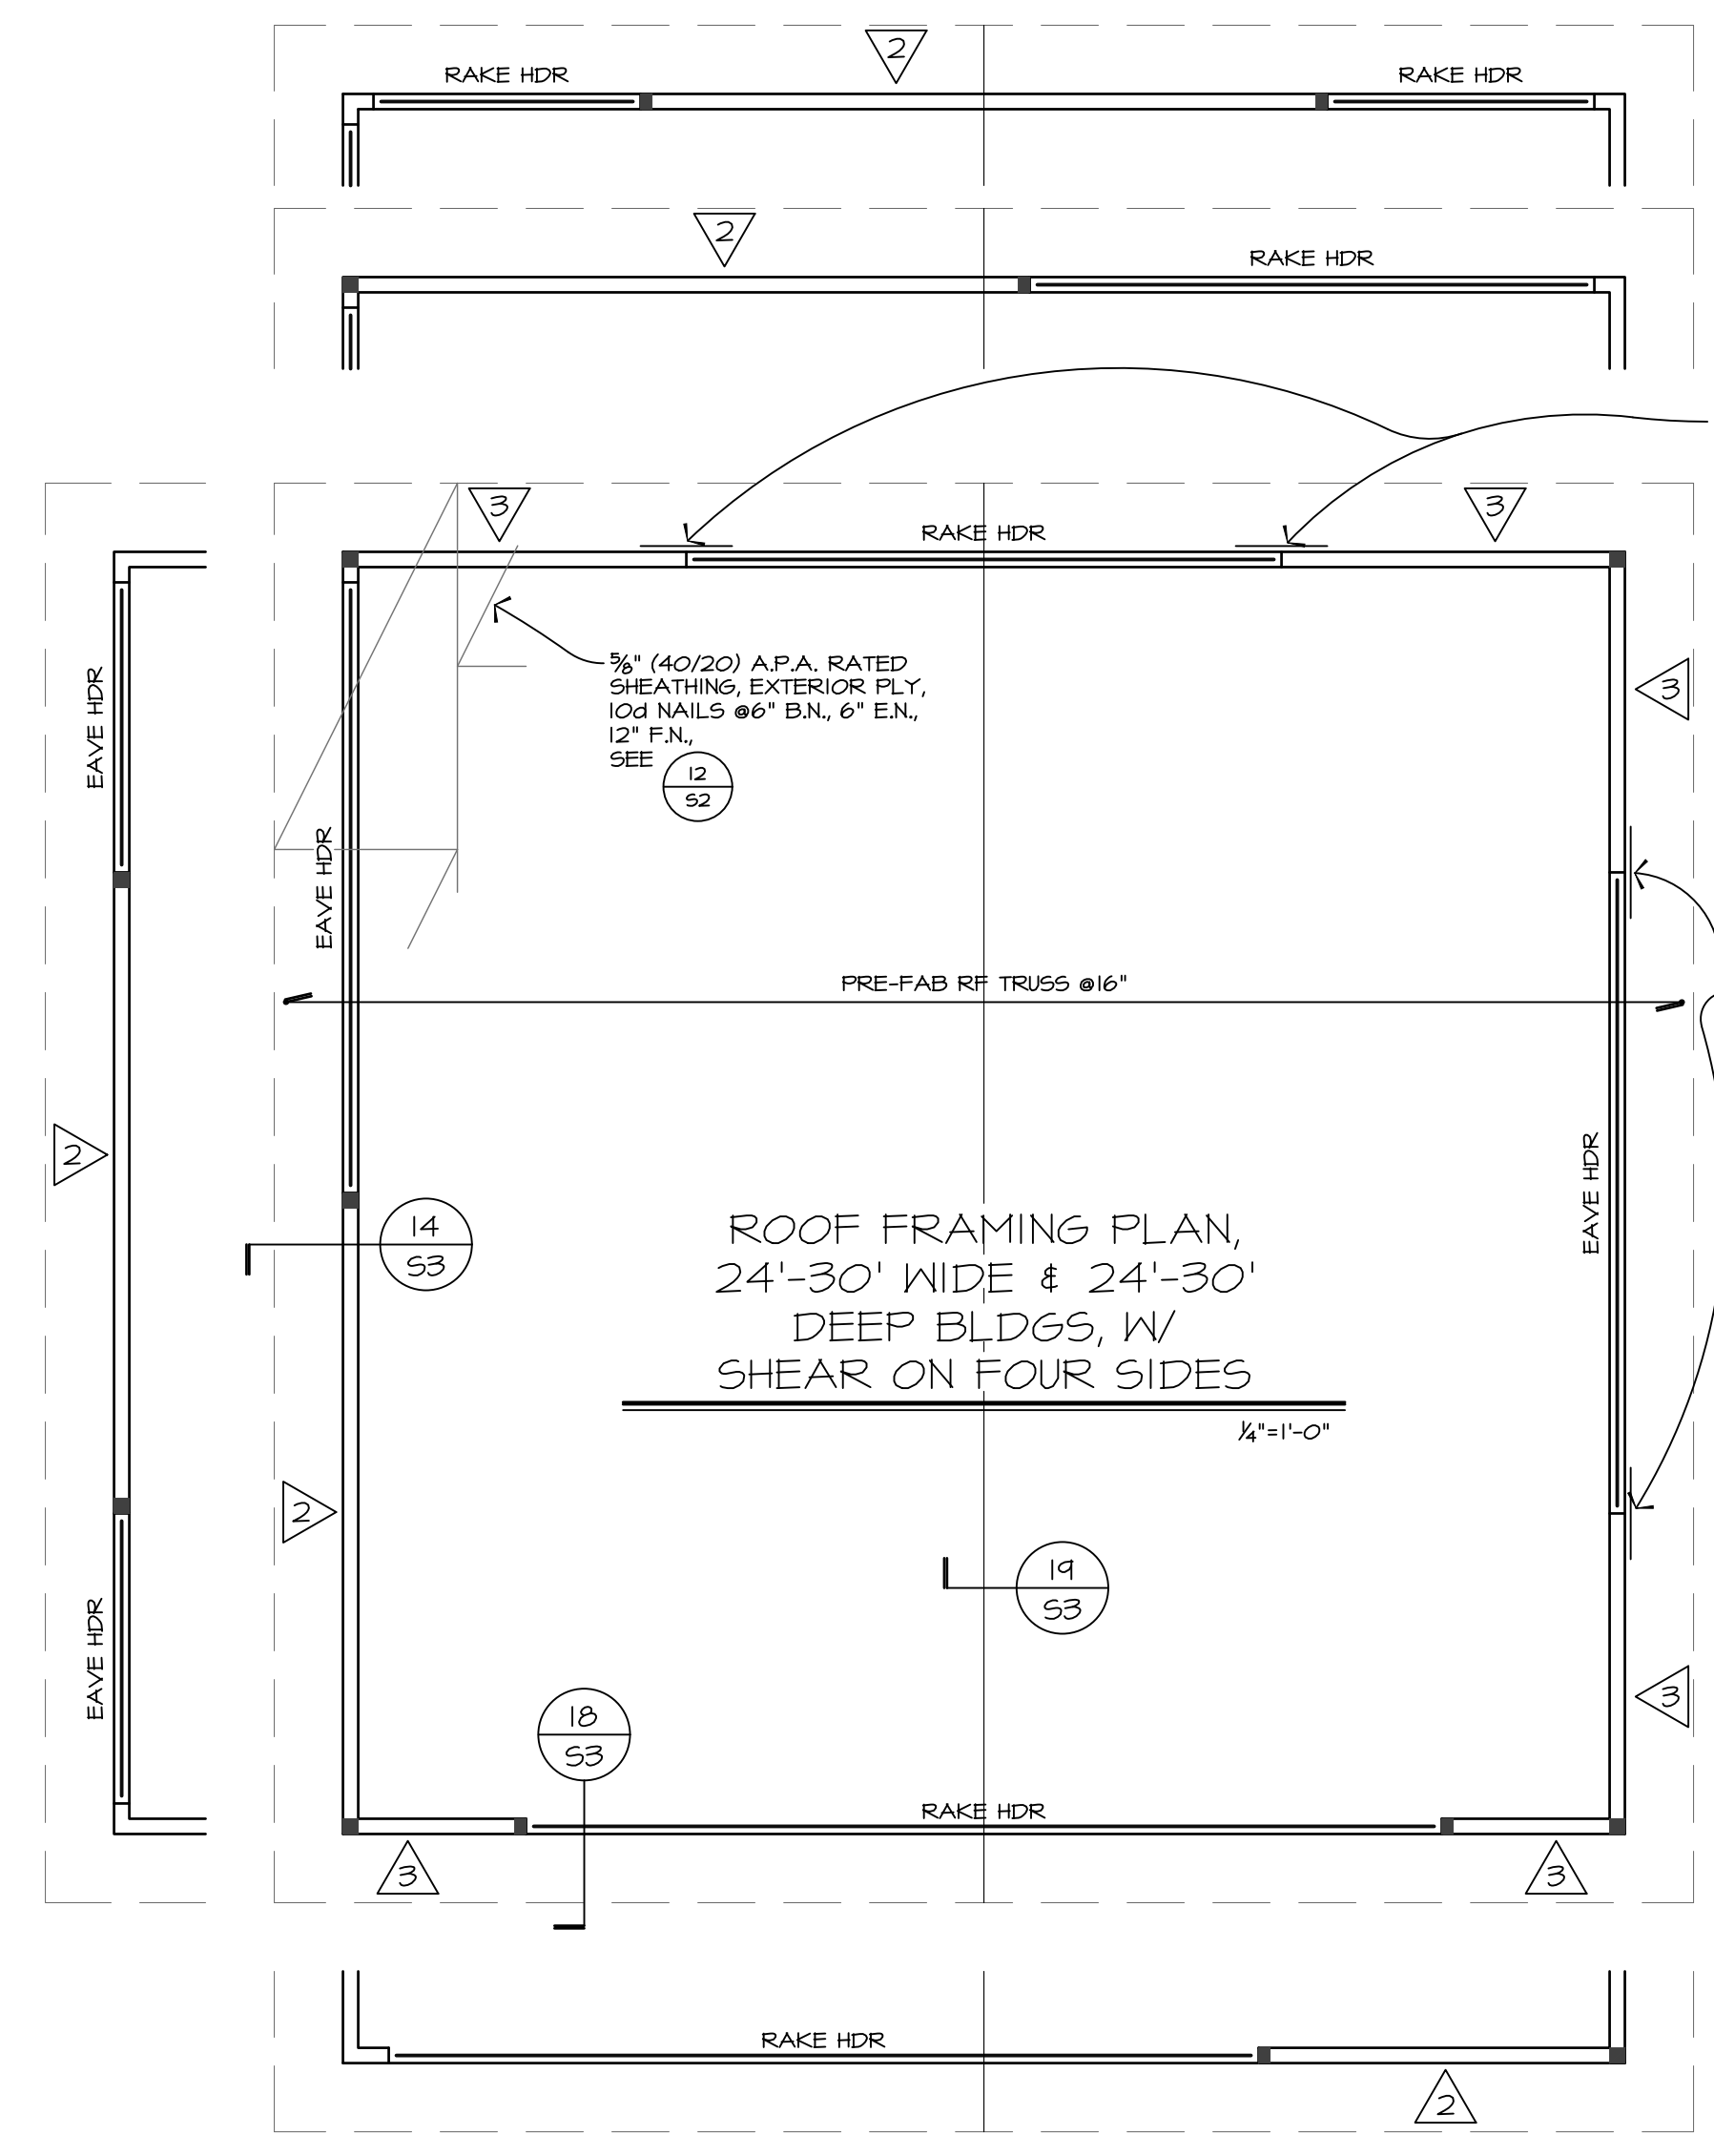 2
RAKE HDR
RAKE HDR
2
RAKE HDR
3
3
RAKE HDR
3
5/8" (40/20) A.P.A. RATED
SHEATHING, EXTERIOR PLY,
10d NAILS @6" B.N., 6" E.N.,
12" F.N.,
SEE
12
S2
EAVE HDR
EAVE HDR
PRE-FAB RF TRUSS @16"
2
EAVE HDR
14
S3
ROOF FRAMING PLAN,
24'-30' WIDE & 24'-30'
DEEP BLDGS, W/
SHEAR ON FOUR SIDES
1/4"=1'-0"
2
19
S3
EAVE HDR
3
18
S3
RAKE HDR
3
3
RAKE HDR
2